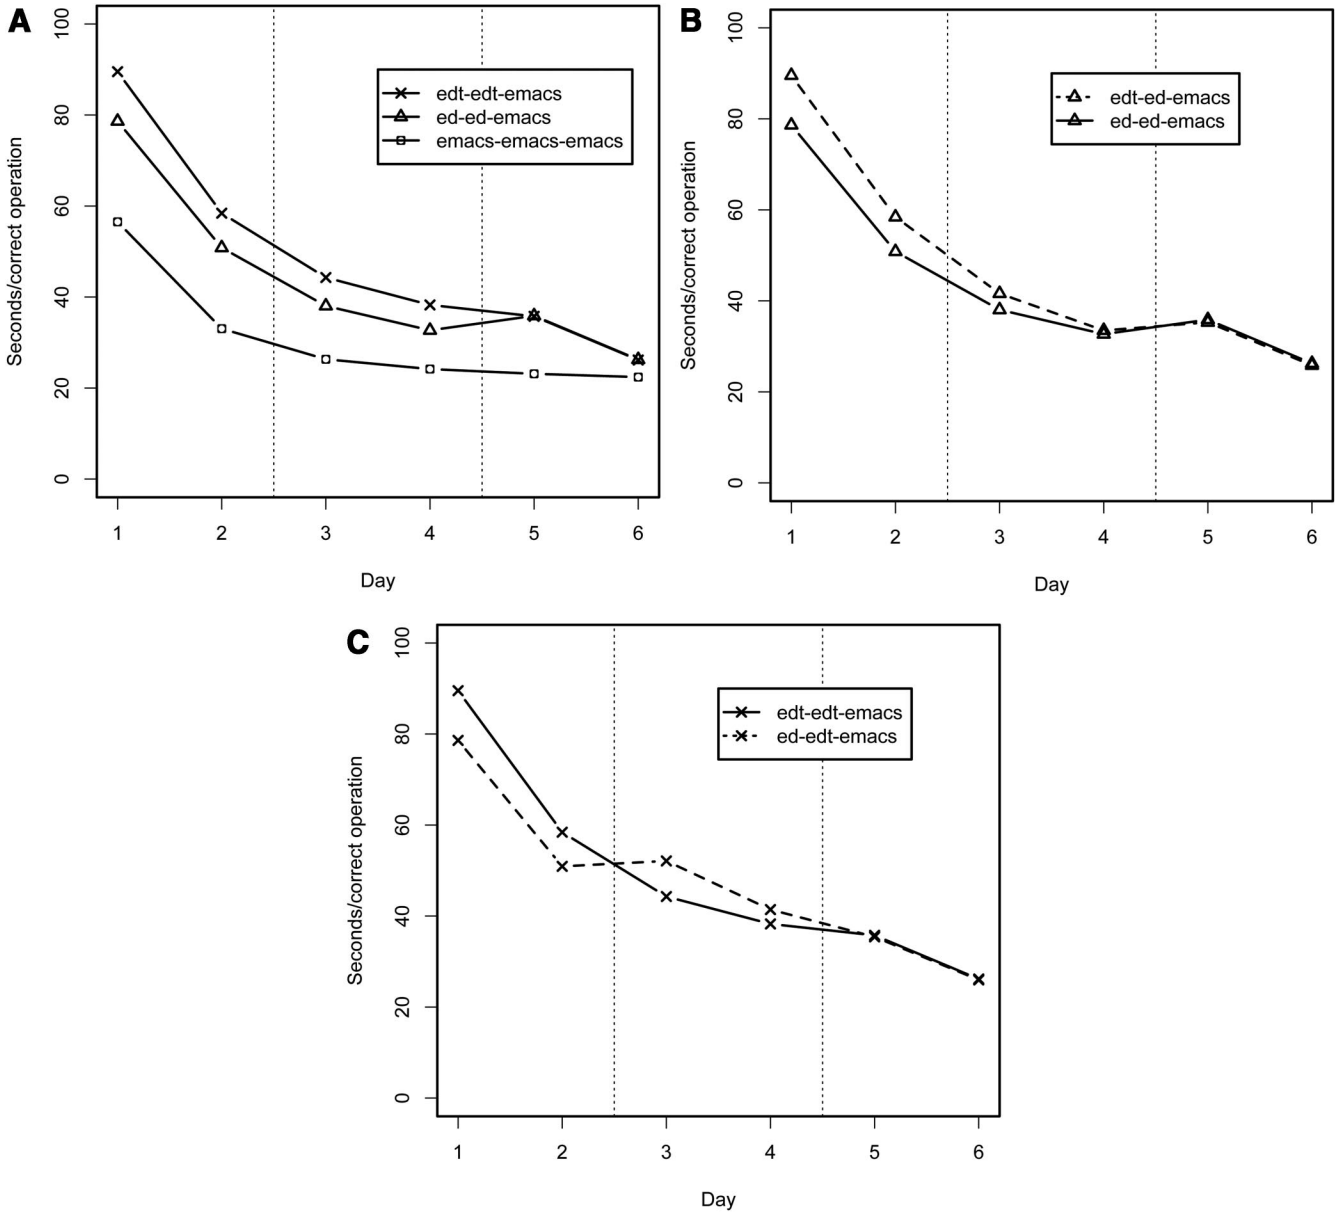 A
100
80
60
40
20
0
Seconds/correct operation
edt-edt-emacs
ed-ed-emacs
emacs-emacs-emacs
1 2 3 4 5 6
Day
B
100
80
60
40
20
0
Seconds/correct operation
edt-ed-emacs
ed-ed-emacs
1 2 3 4 5 6
Day
C
100
80
60
40
20
0
Seconds/correct operation
edt-edt-emacs
ed-edt-emacs
1 2 3 4 5 6
Day